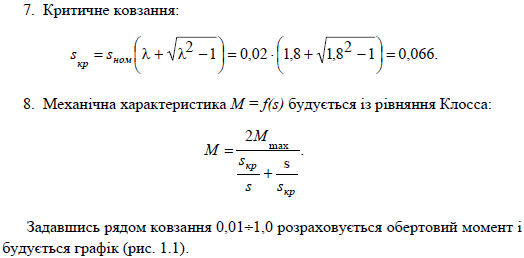 7. Критичне ковзання:
s_кр = s_ном(λ + √(λ² − 1)) = 0,02 · (1,8 + √(1,8² − 1)) = 0,066.
8. Механічна характеристика M = f(s) будується із рівняння Клосса:
M = 2M_max / (s_кр / s + s / s_кр).
Задавшись рядом ковзання 0,01÷1,0 розраховується обертовий момент і
будується графік (рис. 1.1).